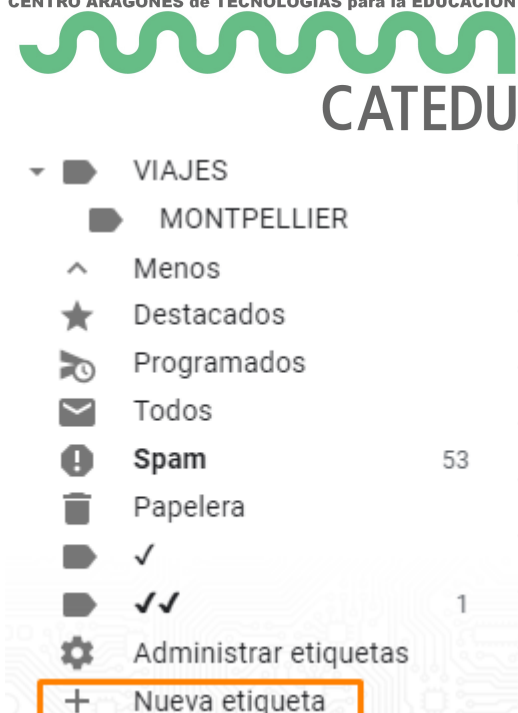 CENTRO ARAGONÉS de TECNOLOGÍAS para la EDUCACIÓN
CATEDU
VIAJES
MONTPELLIER
Menos
Destacados
Programados
Todos
Spam 53
Papelera
✓
✓✓ 1
Administrar etiquetas
Nueva etiqueta